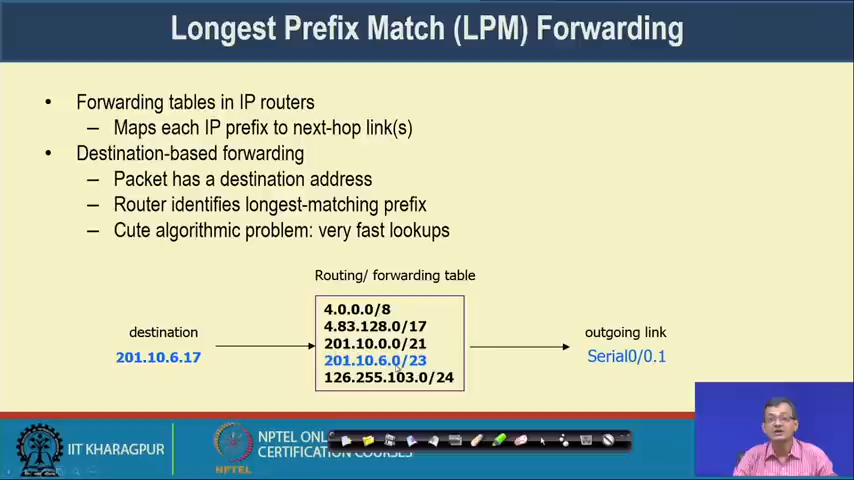 Longest Prefix Match (LPM) Forwarding
• Forwarding tables in IP routers
– Maps each IP prefix to next-hop link(s)
• Destination-based forwarding
– Packet has a destination address
– Router identifies longest-matching prefix
– Cute algorithmic problem: very fast lookups
Routing/ forwarding table
4.0.0.0/8
4.83.128.0/17
201.10.0.0/21
201.10.6.0/23
126.255.103.0/24
destination
201.10.6.17
outgoing link
Serial0/0.1
IIT KHARAGPUR
NPTEL
NPTEL ONL
CERTIFICATION COURSES